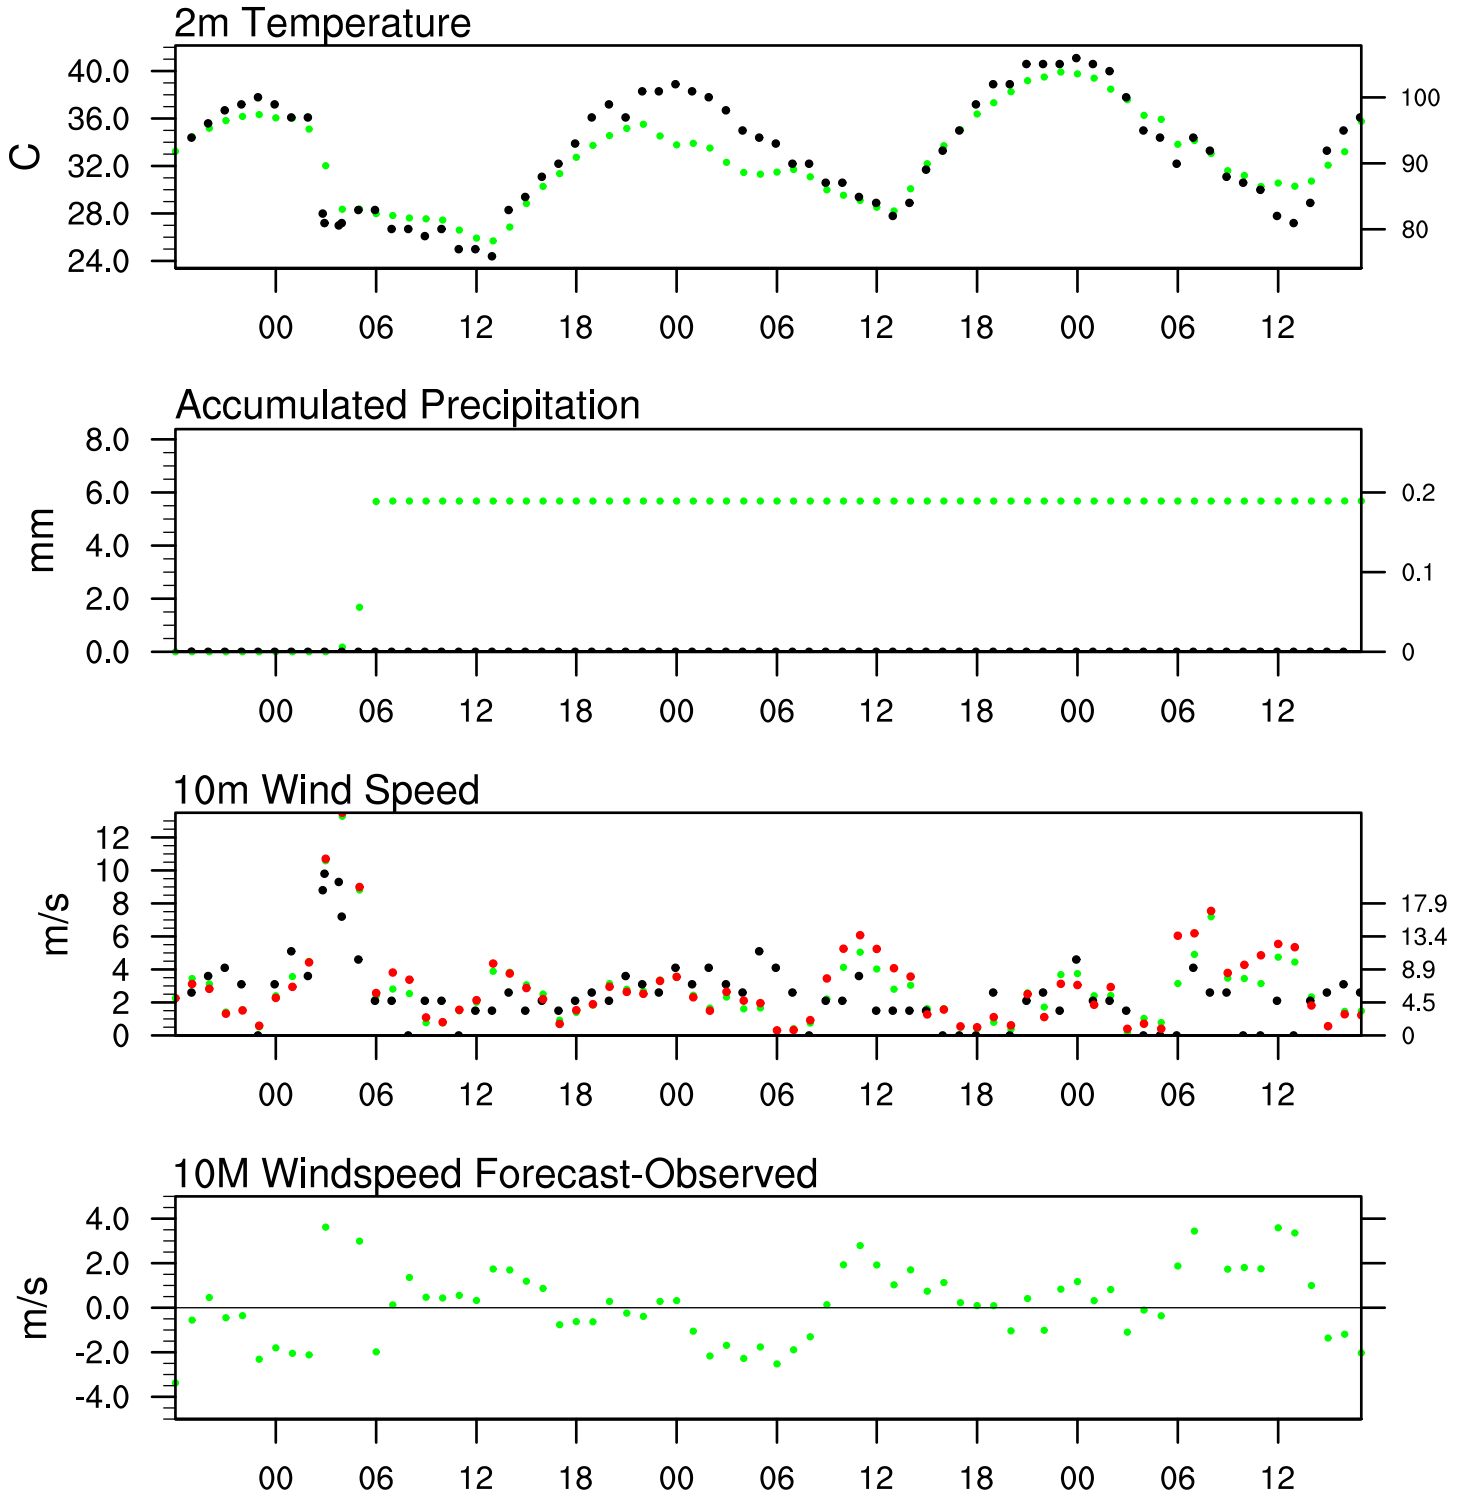 2m Temperature
40.0
36.0
32.0
28.0
24.0
C
100
90
80
00 06 12 18 00 06 12 18 00 06 12
Accumulated Precipitation
8.0
6.0
4.0
2.0
0.0
mm
0.2
0.1
0
00 06 12 18 00 06 12 18 00 06 12
10m Wind Speed
12
10
8
6
4
2
0
m/s
17.9
13.4
8.9
4.5
0
00 06 12 18 00 06 12 18 00 06 12
10M Windspeed Forecast-Observed
4.0
2.0
0.0
-2.0
-4.0
m/s
00 06 12 18 00 06 12 18 00 06 12